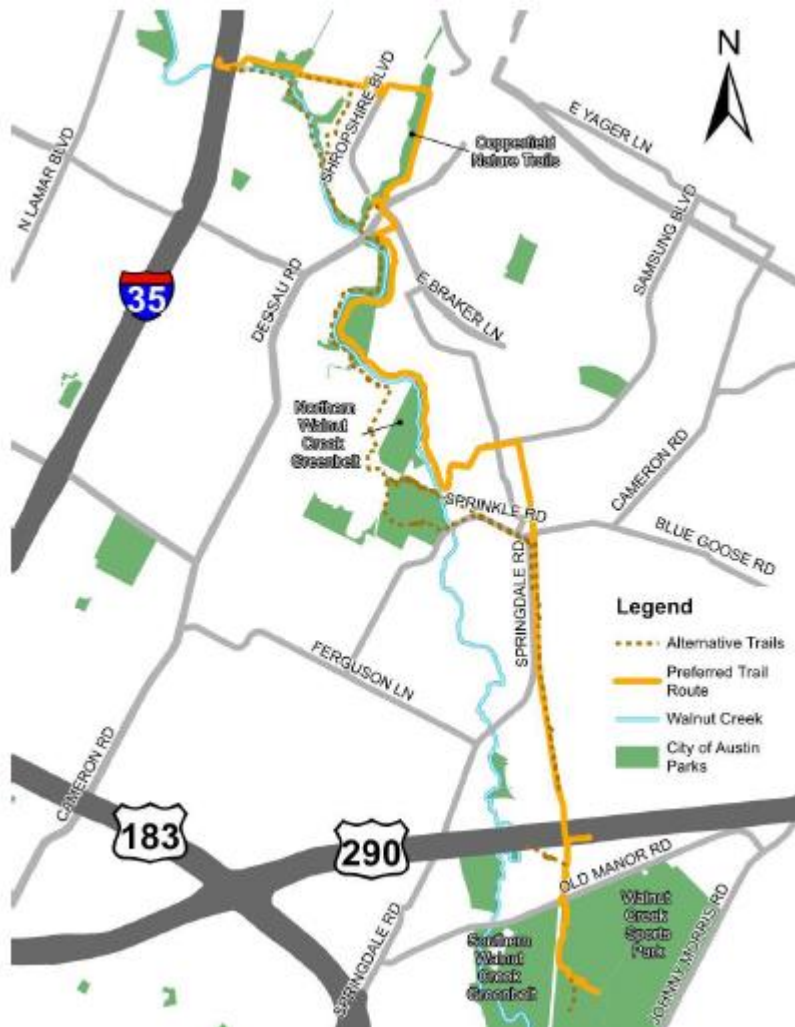 N
SHROPSHIRE BLVD
E YAGER LN
Copperfield
Nature Trails
N LAMAR BLVD
SAMSUNG BLVD
DESSAU RD
35
E BRAKER LN
Northern
Walnut
Creek
Greenbelt
CAMERON RD
SPRINKLE RD
BLUE GOOSE RD
SPRINGDALE RD
Legend
Alternative Trails
Preferred Trail
Route
Walnut Creek
City of Austin
Parks
FERGUSON LN
CAMERON RD
183
290
OLD MANOR RD
Walnut
Creek
Sports
Park
Southern
Walnut
Creek
Greenbelt
SPRINGDALE RD
JOHNNY MORRIS RD